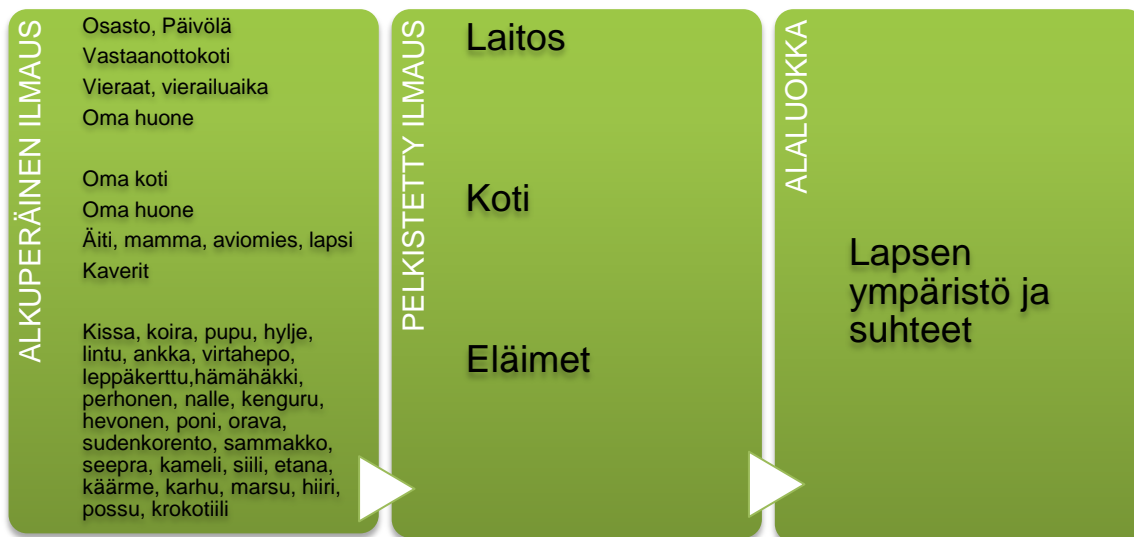 ALKUPERÄINEN ILMAUS
Osasto, Päivölä
Vastaanottokoti
Vieraat, vierailuaika
Oma huone
Oma koti
Oma huone
Äiti, mamma, aviomies, lapsi
Kaverit
Kissa, koira, pupu, hylje,
lintu, ankka, virtahepo,
leppäkerttu,hämähäkki,
perhonen, nalle, kenguru,
hevonen, poni, orava,
sudenkorento, sammakko,
seepra, kameli, siili, etana,
käärme, karhu, marsu, hiiri,
possu, krokotiili
PELKISTETTY ILMAUS
Laitos
Koti
Eläimet
ALALUOKKA
Lapsen
ympäristö ja
suhteet